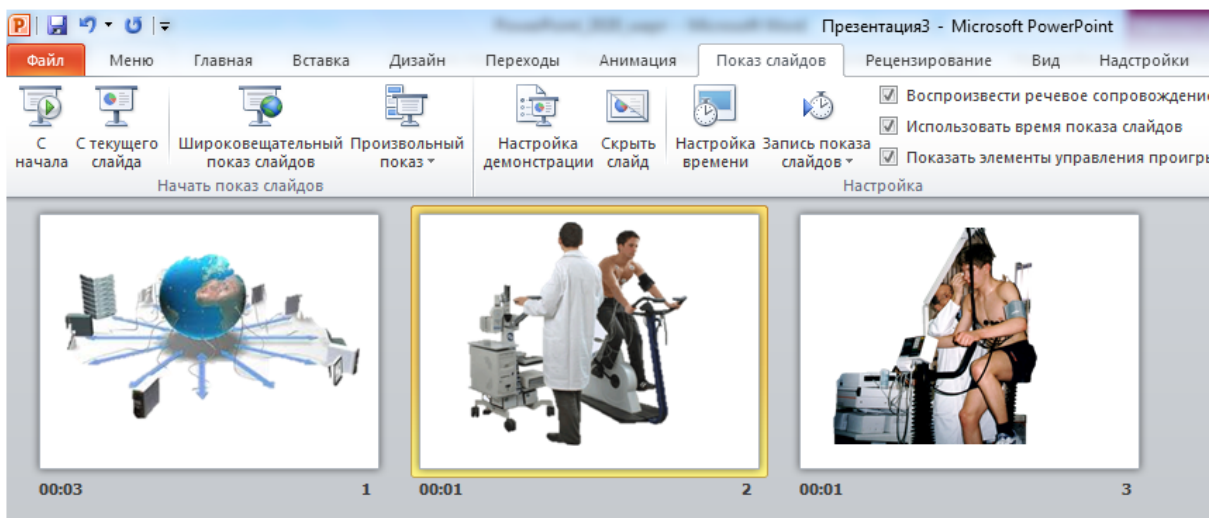 Презентация3 - Microsoft PowerPoint
Файл Меню Главная Вставка Дизайн Переходы Анимация Показ слайдов Рецензирование Вид Надстройки
С начала
С текущего слайда
Широковещательный показ слайдов
Произвольный показ
Начать показ слайдов
Настройка демонстрации
Скрыть слайд
Настройка времени
Запись показа слайдов
Воспроизвести речевое сопровождение
Использовать время показа слайдов
Показать элементы управления проигры
Настройка
00:03 1
00:01 2
00:01 3